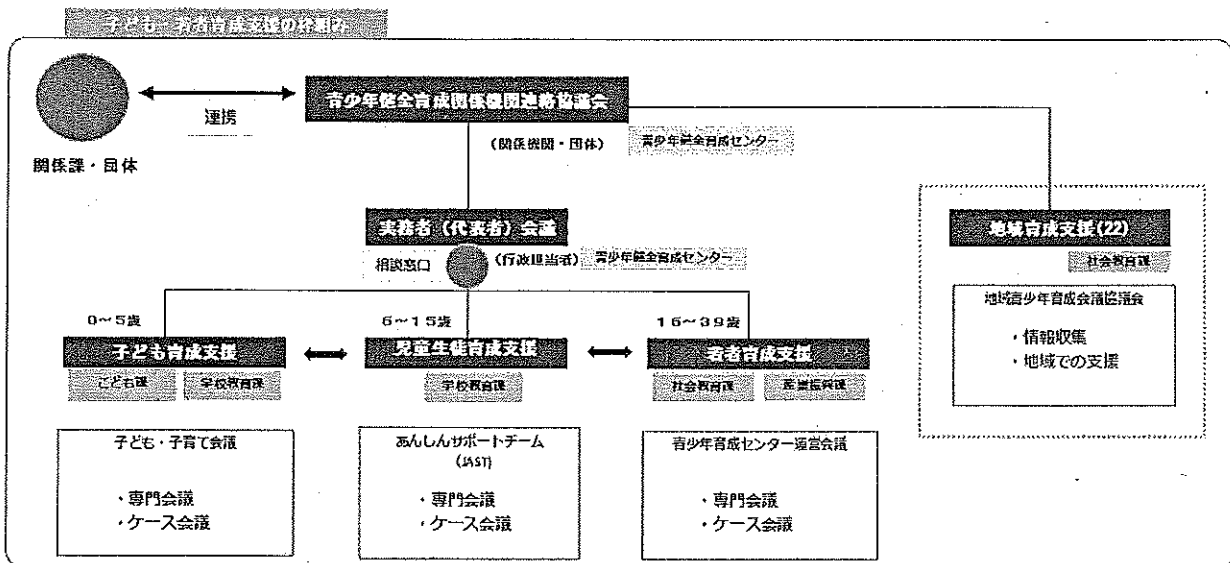 子ども・若者育成支援の枠組み
青少年健全育成関係機関連絡協議会
連携
(関係機関・団体)
青少年健全育成センター
関係課・団体
実務者(代表者)会議
地域育成支援(22)
相談窓口
(行政担当者)
青少年健全育成センター
社会教育課
地域青少年育成会議協議会
・情報収集
・地域での支援
0～5歳
6～15歳
16～39歳
子ども育成支援
児童生徒育成支援
若者育成支援
こども課
学校教育課
学校教育課
社会教育課
産業振興課
子ども・子育て会議
・専門会議
・ケース会議
あんしんサポートチーム
(JAST)
・専門会議
・ケース会議
青少年育成センター運営会議
・専門会議
・ケース会議